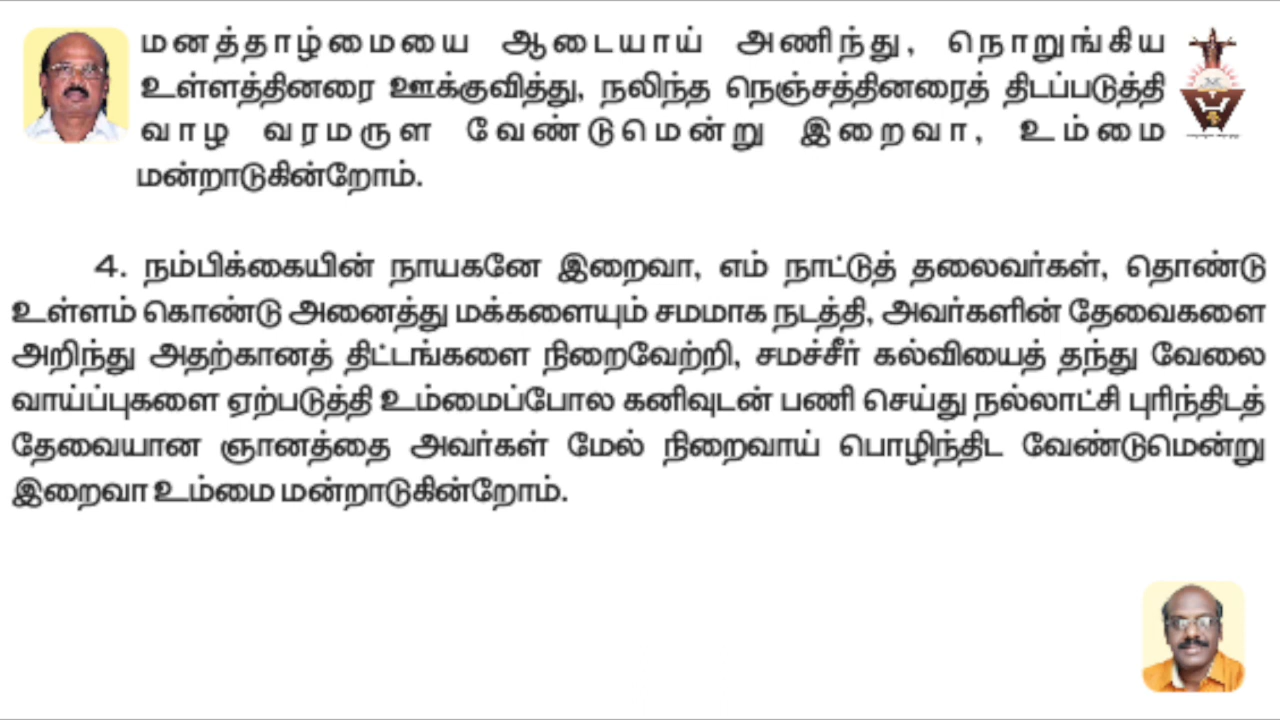 மனத்தாழ்மையை ஆடையாய் அணிந்து, நொறுங்கிய
உள்ளத்தினரை ஊக்குவித்து, நலிந்த நெஞ்சத்தினரைத் திடப்படுத்தி
வாழ வரமருள வேண்டுமென்று இறைவா, உம்மை
மன்றாடுகின்றோம்.
4. நம்பிக்கையின் நாயகனே இறைவா, எம் நாட்டுத் தலைவர்கள், தொண்டு
உள்ளம் கொண்டு அனைத்து மக்களையும் சமமாக நடத்தி, அவர்களின் தேவைகளை
அறிந்து அதற்கானத் திட்டங்களை நிறைவேற்றி, சமச்சீர் கல்வியைத் தந்து வேலை
வாய்ப்புகளை ஏற்படுத்தி உம்மைப்போல கனிவுடன் பணி செய்து நல்லாட்சி புரிந்திடத்
தேவையான ஞானத்தை அவர்கள் மேல் நிறைவாய் பொழிந்திட வேண்டுமென்று
இறைவா உம்மை மன்றாடுகின்றோம்.